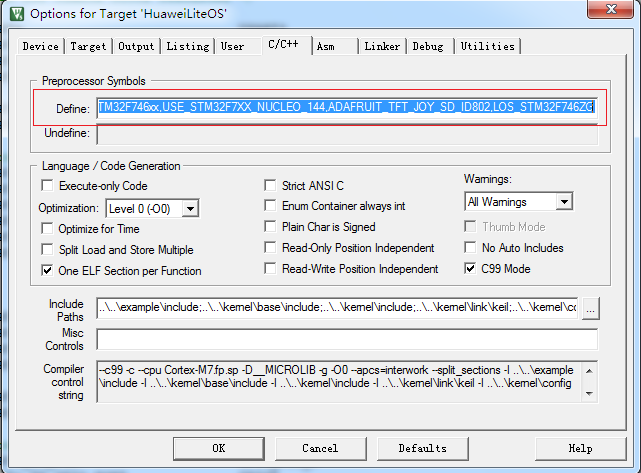 Options for Target 'HuaweiLiteOS'
Device Target Output Listing User C/C++ Asm Linker Debug Utilities
Preprocessor Symbols
Define: TM32F746xx,USE_STM32F7XX_NUCLEO_144,ADAFRUIT_TFT_JOY_SD_ID802,LOS_STM32F746ZG
Undefine:
Language / Code Generation
Execute-only Code
Optimization: Level 0 (-O0)
Optimize for Time
Split Load and Store Multiple
One ELF Section per Function
Strict ANSI C
Enum Container always int
Plain Char is Signed
Read-Only Position Independent
Read-Write Position Independent
Warnings:
All Warnings
Thumb Mode
No Auto Includes
C99 Mode
Include
Paths
..\..\example\include;..\..\kernel\base\include;..\..\kernel\include;..\..\kernel\link\keil;..\..\kernel\cc
...
Misc
Controls
Compiler
control
string
--c99 -c --cpu Cortex-M7.fp.sp -D__MICROLIB -g -O0 --apcs=interwork --split_sections -I ..\..\example
\include -I ..\..\kernel\base\include -I ..\..\kernel\include -I ..\..\kernel\link\keil -I ..\..\kernel\config
OK Cancel Defaults Help